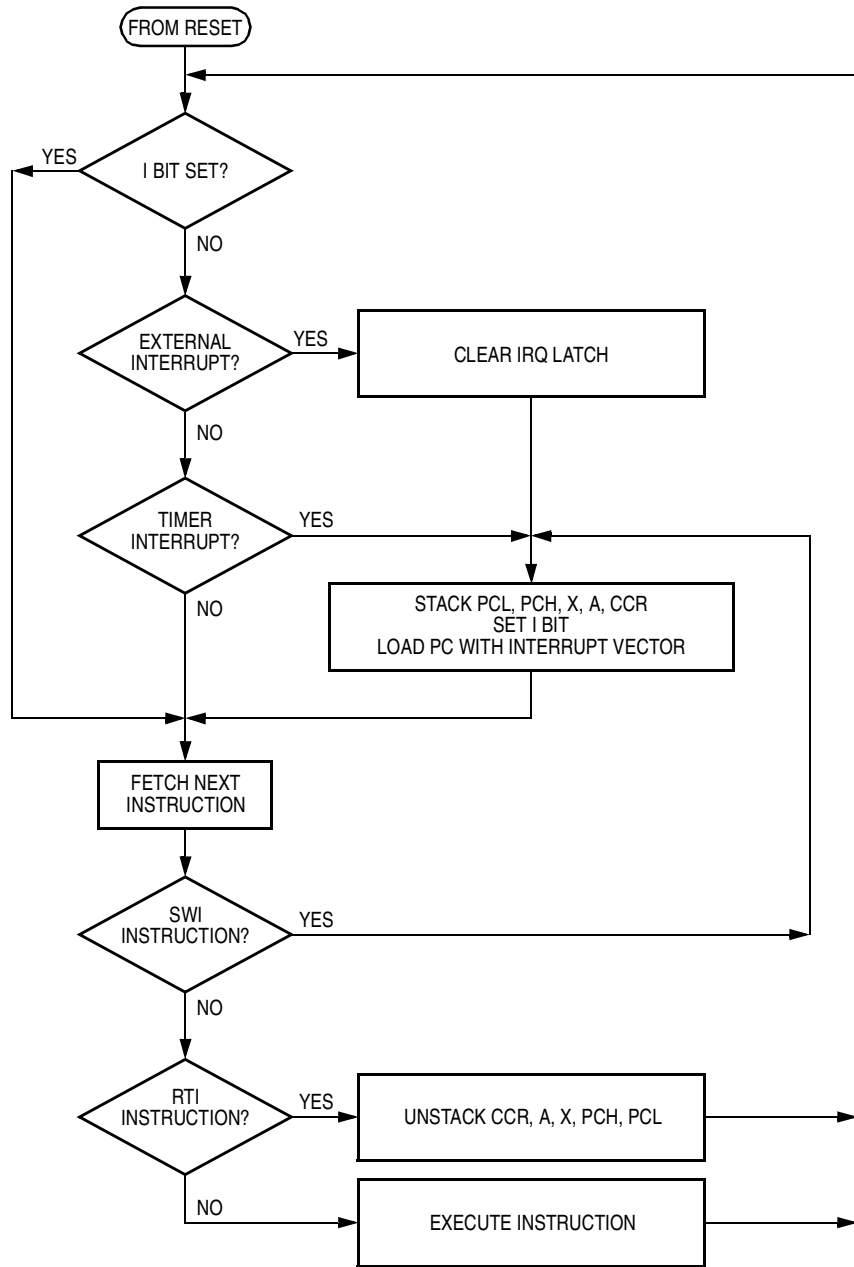 FROM RESET
YES
I BIT SET?
NO
EXTERNAL
INTERRUPT?
YES
CLEAR IRQ LATCH
NO
TIMER
INTERRUPT?
YES
NO
STACK PCL, PCH, X, A, CCR
SET I BIT
LOAD PC WITH INTERRUPT VECTOR
FETCH NEXT
INSTRUCTION
SWI
INSTRUCTION?
YES
NO
RTI
INSTRUCTION?
YES
UNSTACK CCR, A, X, PCH, PCL
NO
EXECUTE INSTRUCTION